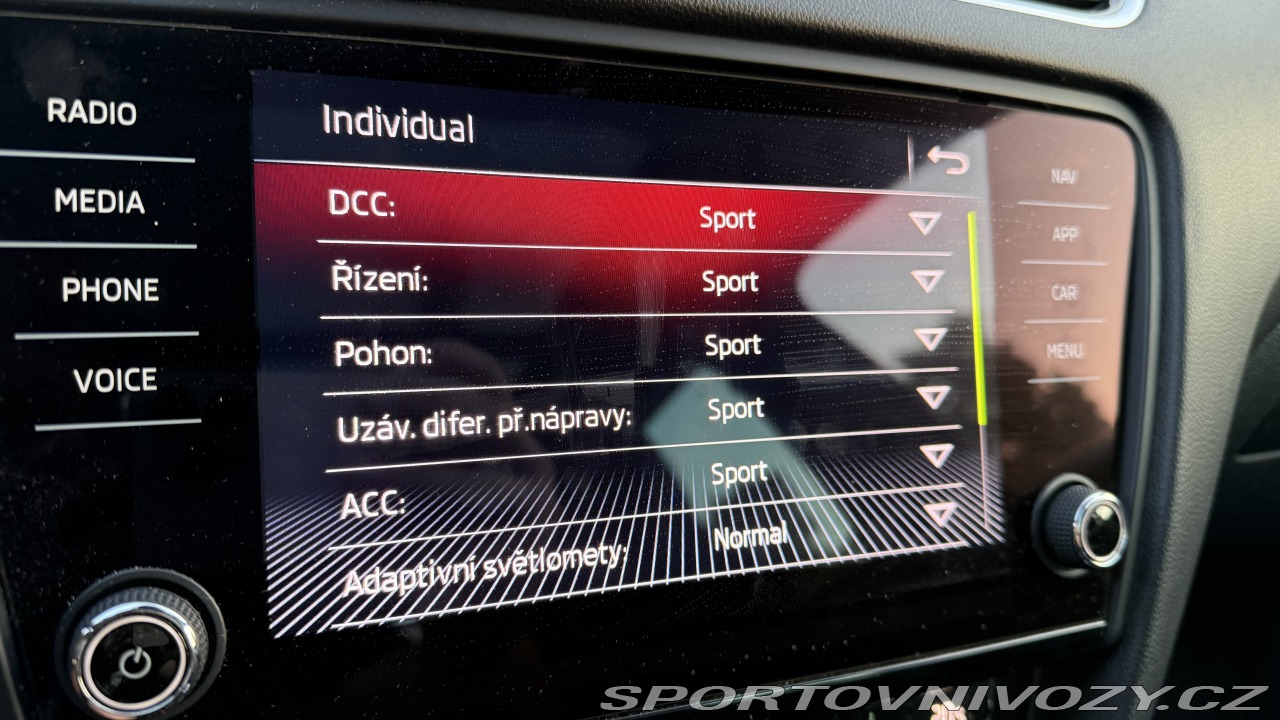 RADIO
MEDIA
PHONE
VOICE
Individual
DCC: Sport
Řízení: Sport
Pohon: Sport
Uzáv. difer. př.nápravy: Sport
ACC: Sport
Adaptivní světlomety: Normal
NAV
APP
CAR
MENU
SPORTOVNIVOZY.CZ